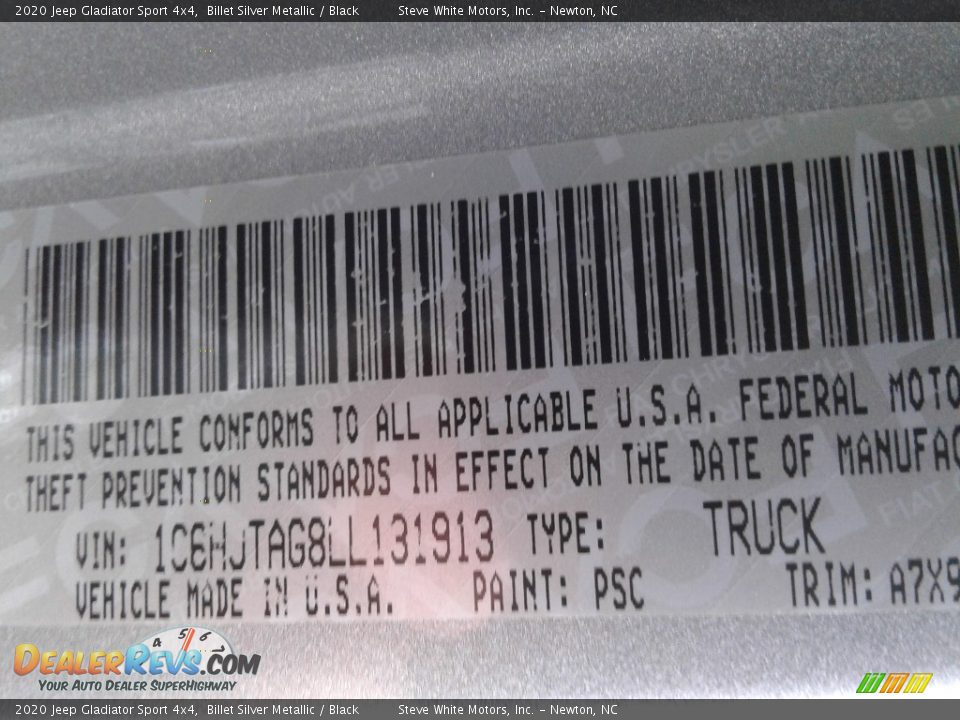 2020 Jeep Gladiator Sport 4x4, Billet Silver Metallic / Black Steve White Motors, Inc. - Newton, NC
THIS VEHICLE CONFORMS TO ALL APPLICABLE U.S.A. FEDERAL MOTO
THEFT PREVENTION STANDARDS IN EFFECT ON THE DATE OF MANUFAC
VIN: 1C6HJTAG8LL131913 TYPE: TRUCK
VEHICLE MADE IN U.S.A. PAINT: PSC TRIM: A7X9
DEALERREVS.COM
YOUR AUTO DEALER SUPERHIGHWAY
2020 Jeep Gladiator Sport 4x4, Billet Silver Metallic / Black Steve White Motors, Inc. - Newton, NC